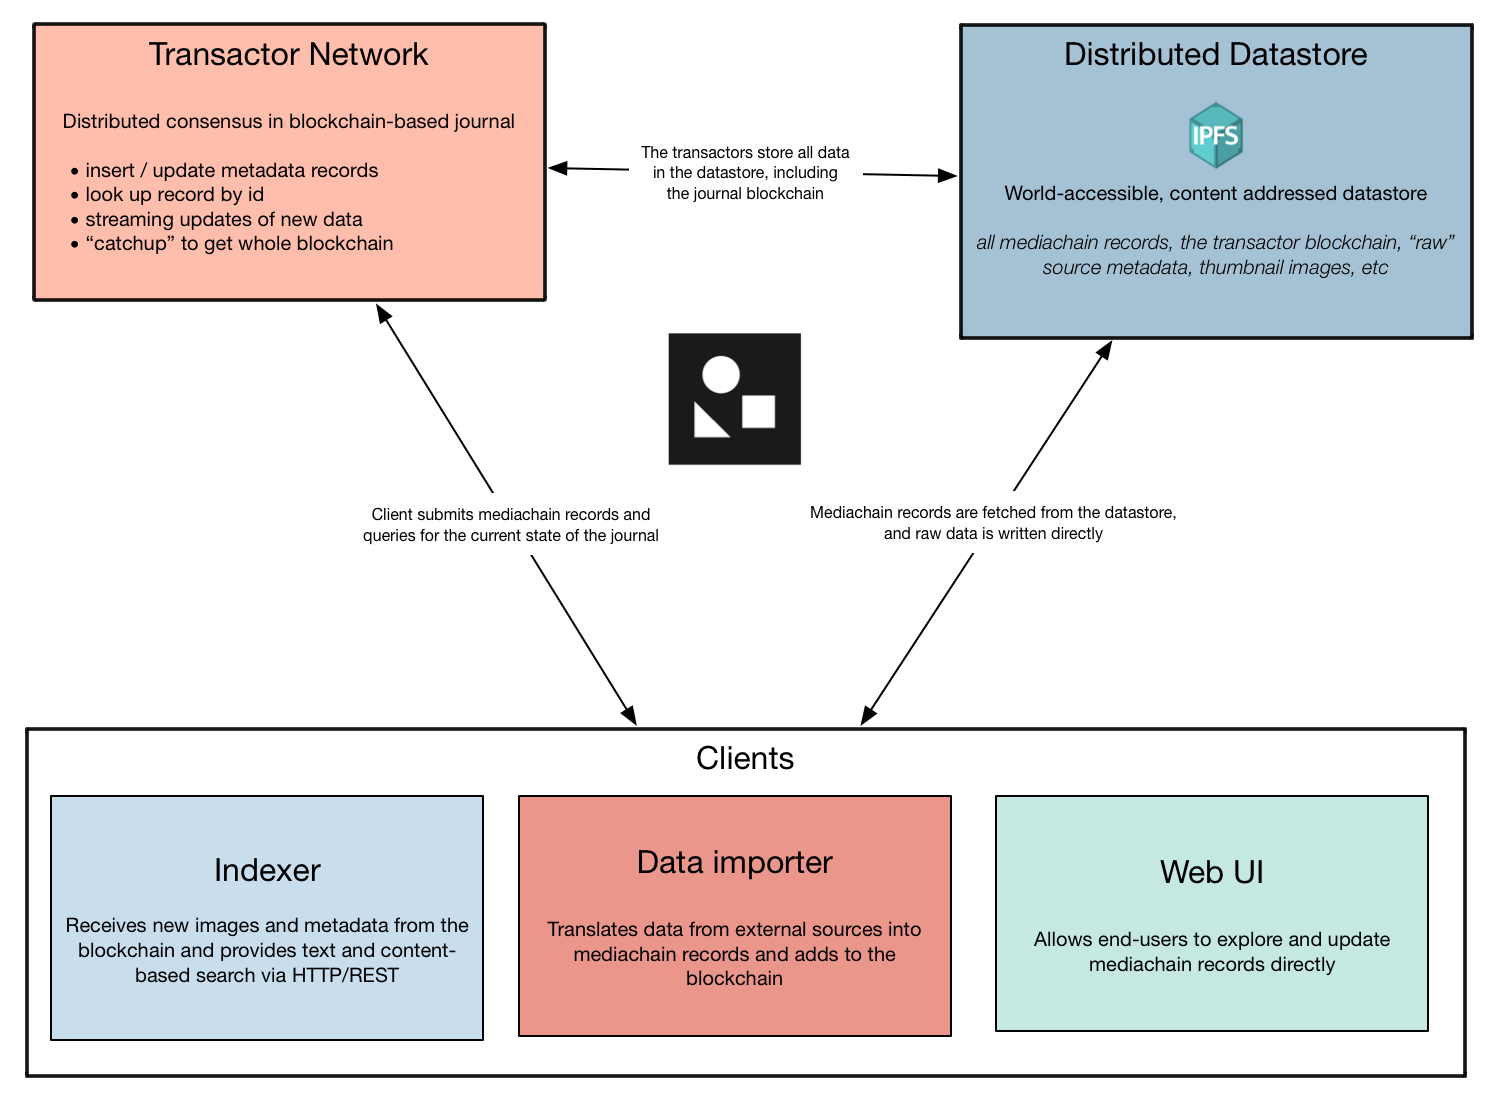 Transactor Network
Distributed consensus in blockchain-based journal
• insert / update metadata records
• look up record by id
• streaming updates of new data
• “catchup” to get whole blockchain
The transactors store all data
in the datastore, including
the journal blockchain
Distributed Datastore
IPFS
World-accessible, content addressed datastore
all mediachain records, the transactor blockchain, “raw”
source metadata, thumbnail images, etc
Client submits mediachain records and
queries for the current state of the journal
Mediachain records are fetched from the datastore,
and raw data is written directly
Clients
Indexer
Receives new images and metadata from the
blockchain and provides text and content-
based search via HTTP/REST
Data importer
Translates data from external sources into
mediachain records and adds to the
blockchain
Web UI
Allows end-users to explore and update
mediachain records directly